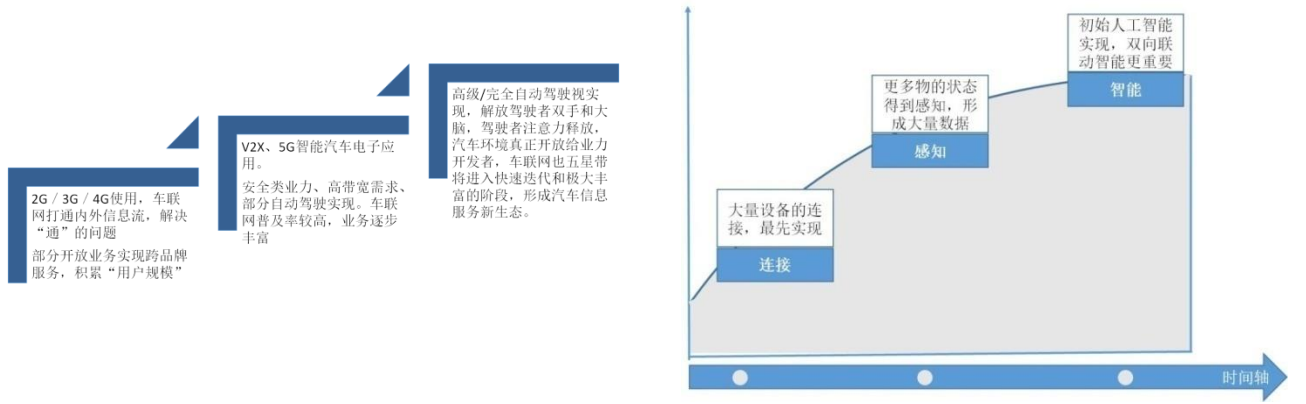 2G / 3G / 4G使用，车联
网打通内外信息流，解决
“通”的问题
部分开放业务实现跨品牌
服务，积累“用户规模”
V2X、5G智能汽车电子应
用。
安全类业力、高带宽需求、
部分自动驾驶实现。车联
网普及率较高，业务逐步
丰富
高级/完全自动驾驶视实
现，解放驾驶者双手和大
脑，驾驶者注意力释放，
汽车环境真正开放给业力
开发者，车联网也五星带
将进入快速迭代和极大丰
富的阶段，形成汽车信息
服务新生态。
大量设备的连
接，最先实现
连接
更多物的状态
得到感知，形
成大量数据
感知
初始人工智能
实现，双向联
动智能更重要
智能
时间轴